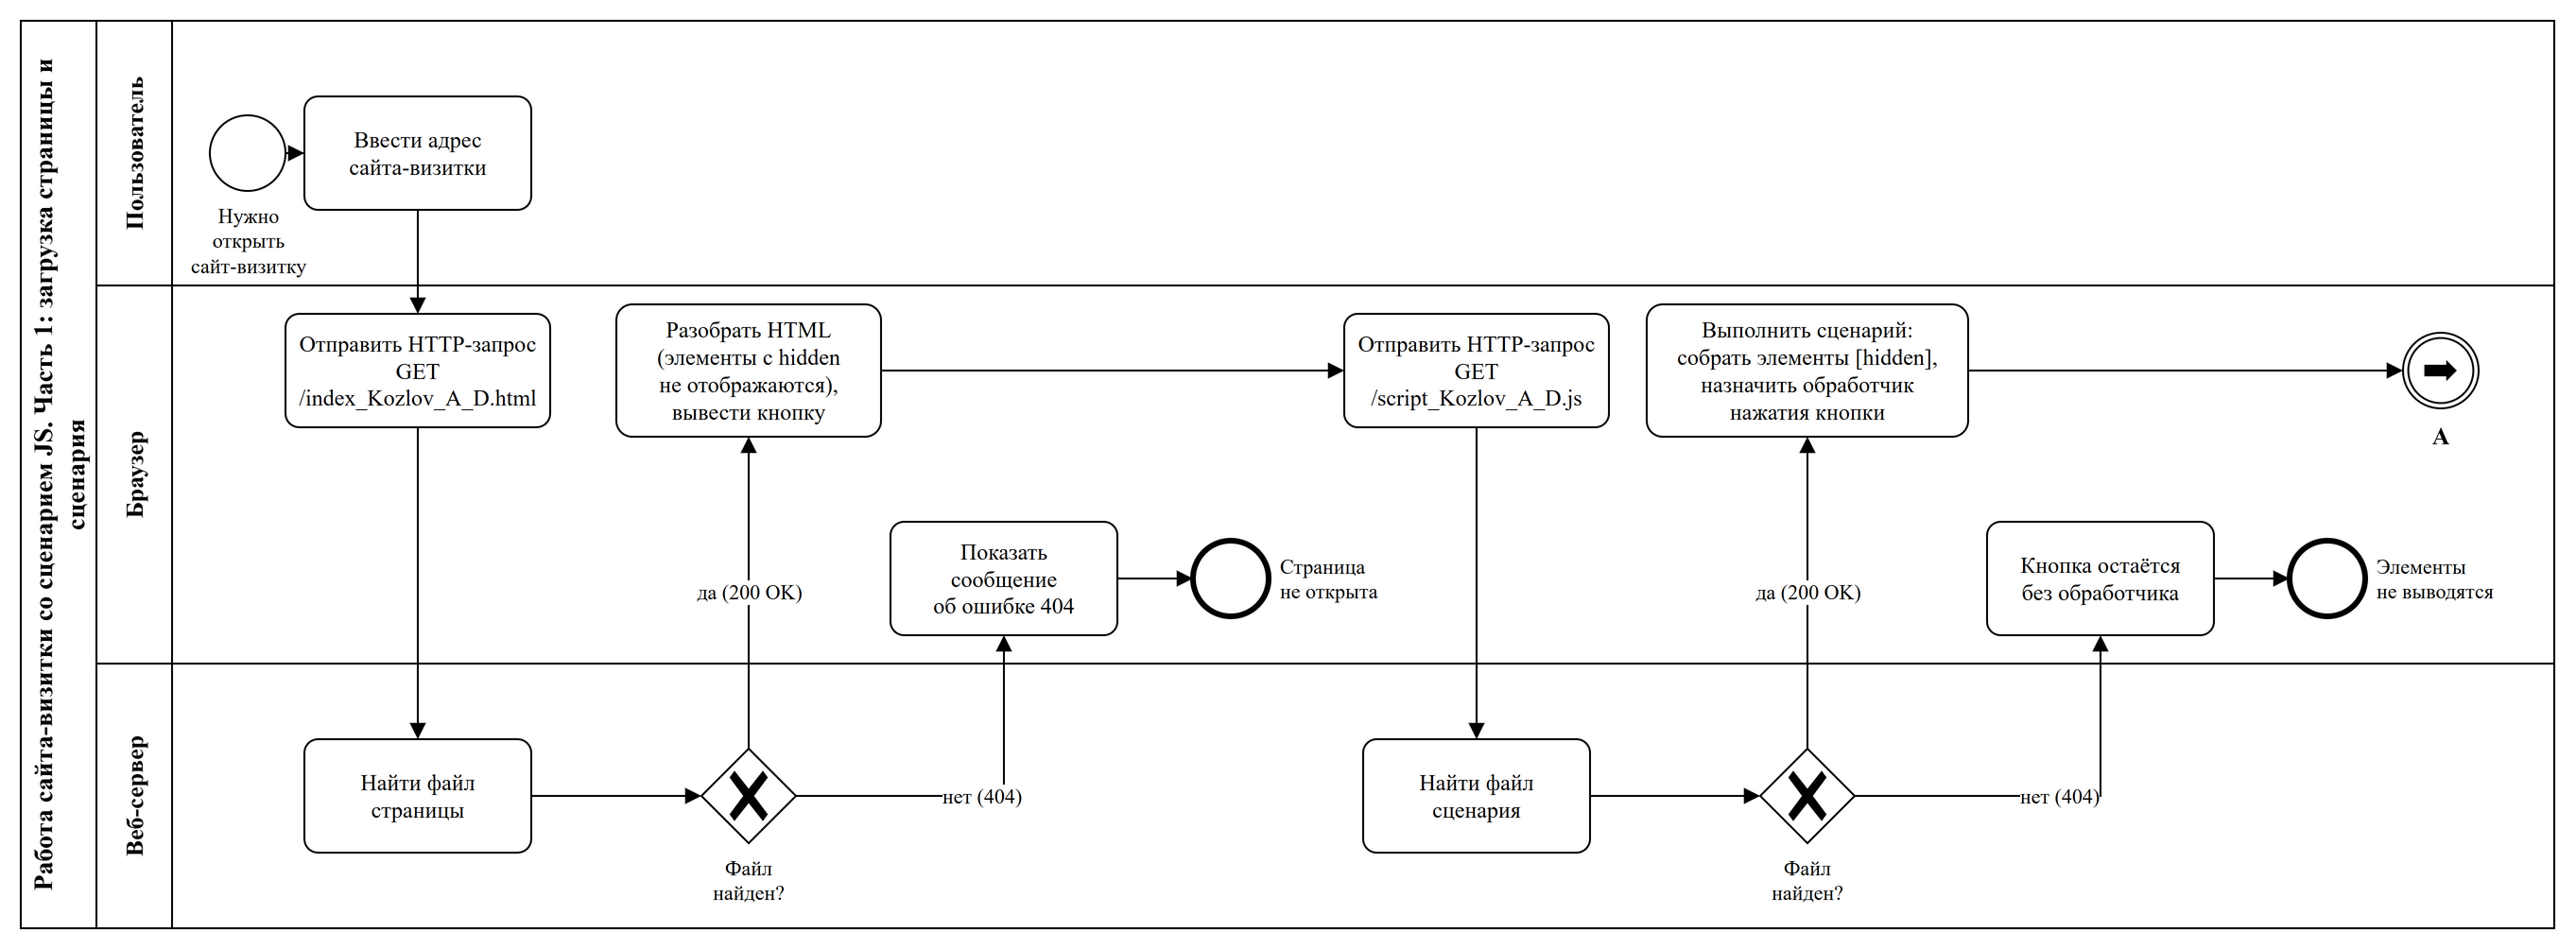 Работа сайта-визитки со сценарием JS. Часть 1: загрузка страницы и
сценария
Пользователь
Нужно
открыть
сайт-визитку
Ввести адрес
сайта-визитки
Браузер
Отправить HTTP-запрос
GET
/index_Kozlov_A_D.html
Разобрать HTML
(элементы с hidden
не отображаются),
вывести кнопку
Отправить HTTP-запрос
GET
/script_Kozlov_A_D.js
Выполнить сценарий:
собрать элементы [hidden],
назначить обработчик
нажатия кнопки
A
да (200 OK)
Показать
сообщение
об ошибке 404
Страница
не открыта
да (200 OK)
Кнопка остаётся
без обработчика
Элементы
не выводятся
Веб-сервер
Найти файл
страницы
Файл
найден?
нет (404)
Найти файл
сценария
Файл
найден?
нет (404)